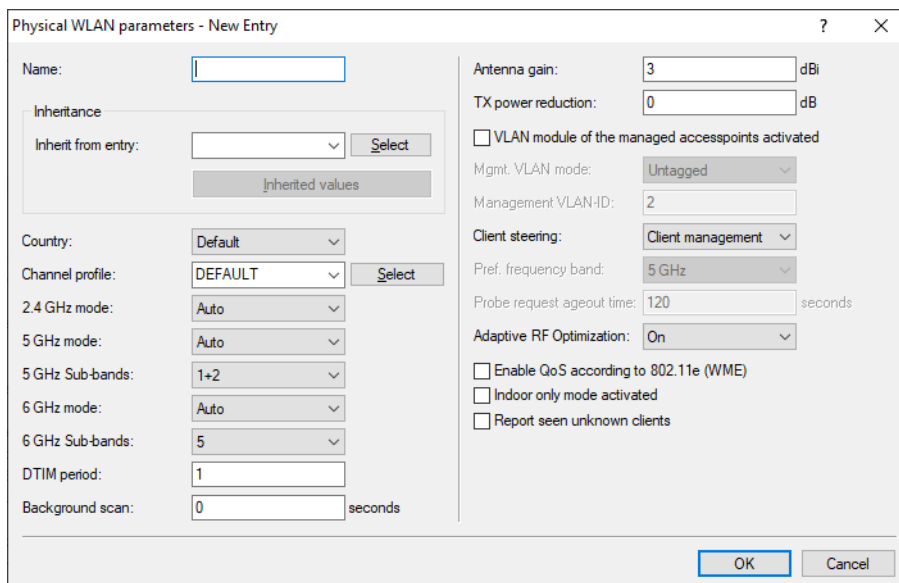 Physical WLAN parameters - New Entry ? ×
Name:
Inheritance
Inherit from entry: Select
Inherited values
Country: Default
Channel profile: DEFAULT Select
2.4 GHz mode: Auto
5 GHz mode: Auto
5 GHz Sub-bands: 1+2
6 GHz mode: Auto
6 GHz Sub-bands: 5
DTIM period: 1
Background scan: 0 seconds
Antenna gain: 3 dBi
TX power reduction: 0 dB
VLAN module of the managed accesspoints activated
Mgmt. VLAN mode: Untagged
Management VLAN-ID: 2
Client steering: Client management
Pref. frequency band: 5 GHz
Probe request ageout time: 120 seconds
Adaptive RF Optimization: On
Enable QoS according to 802.11e (WME)
Indoor only mode activated
Report seen unknown clients
OK Cancel